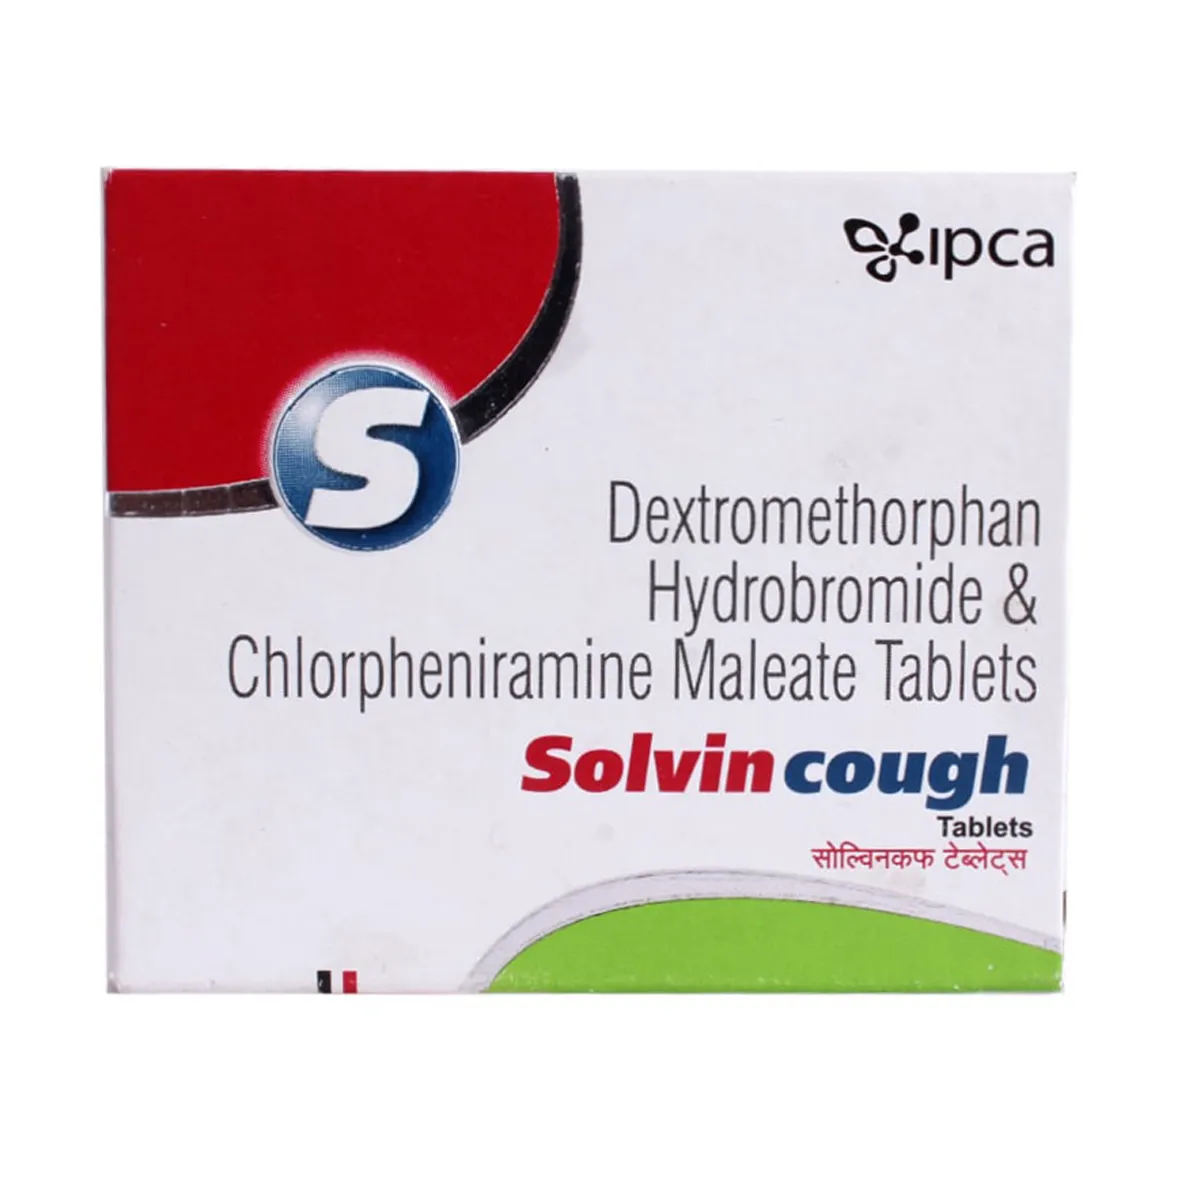 ipca
S
Dextromethorphan
Hydrobromide &
Chlorpheniramine Maleate Tablets
Solvin cough
Tablets
सोल्विनकफ टेब्लेट्स